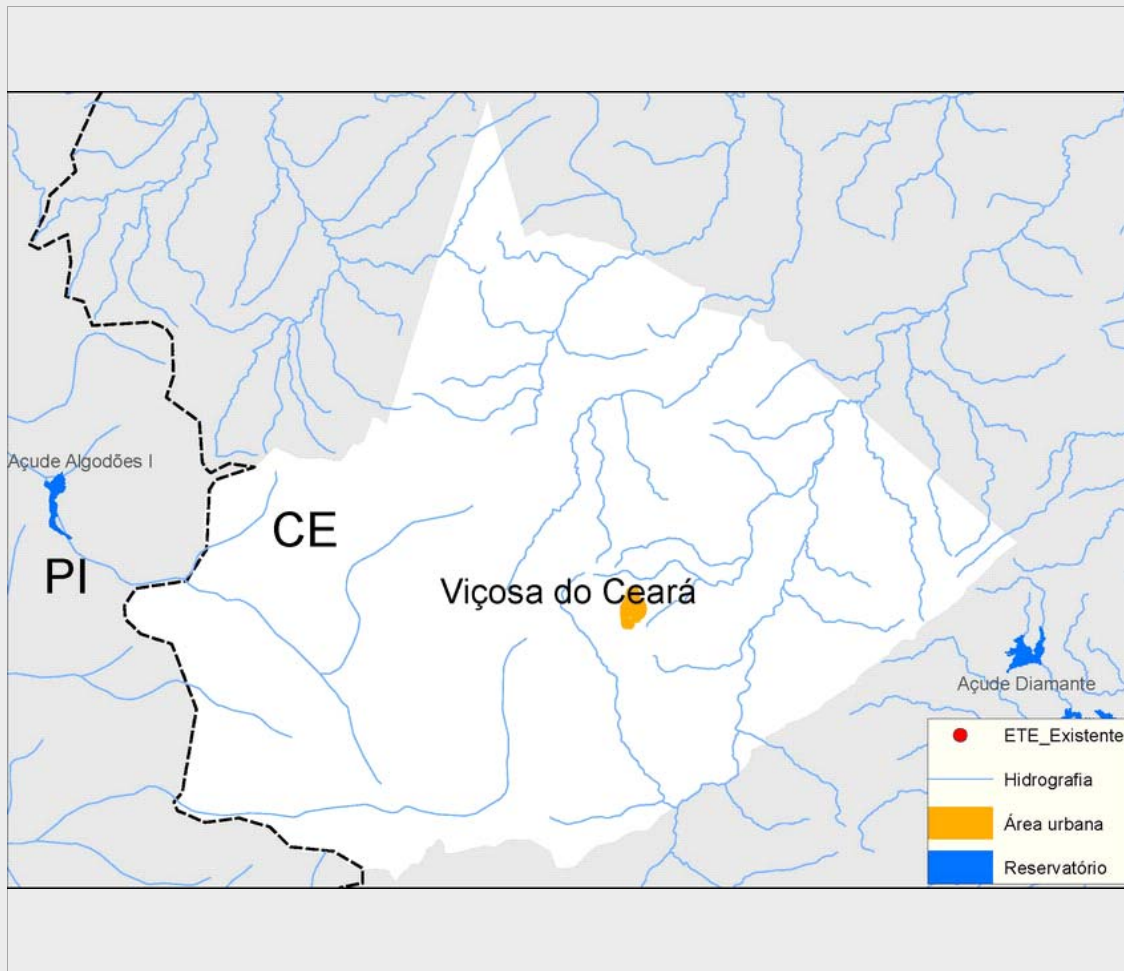 Açude Algodões I
CE
PI
Viçosa do Ceará
Açude Diamante
ETE_Existente
Hidrografia
Área urbana
Reservatório